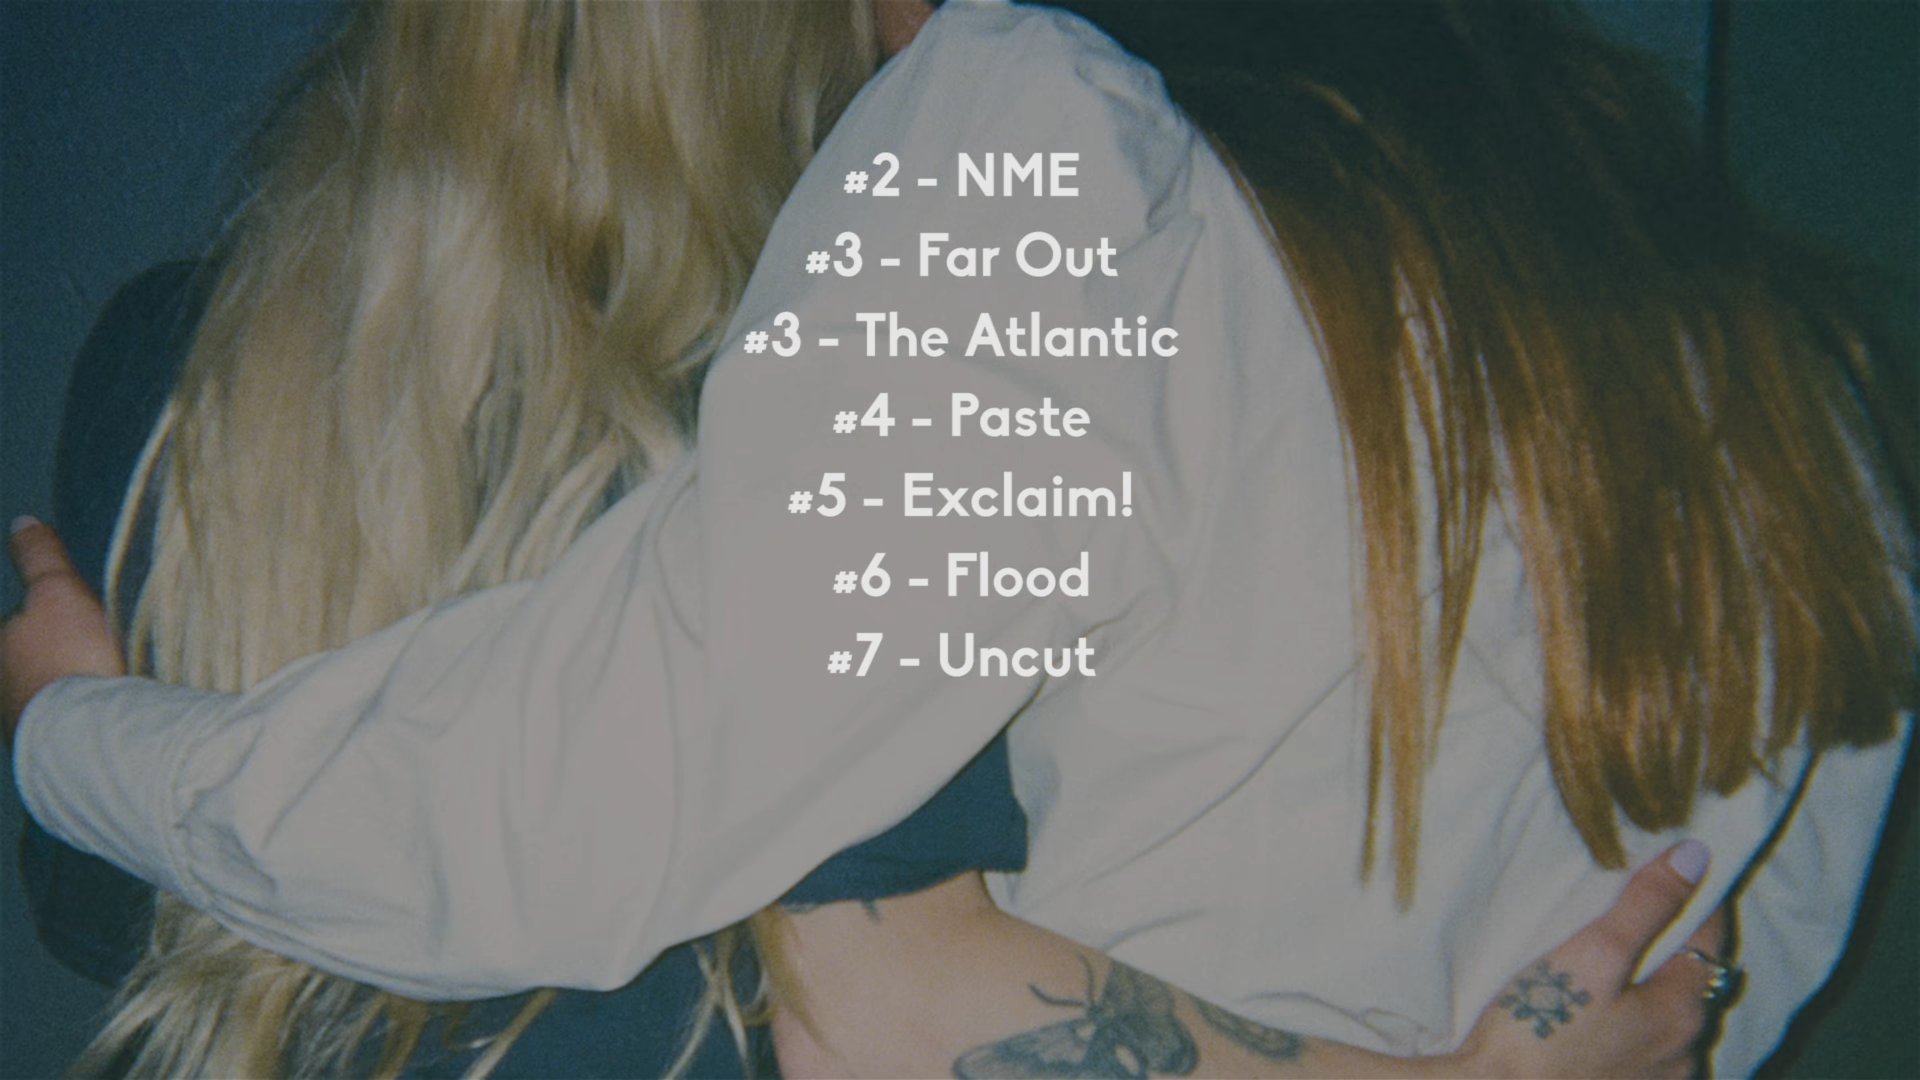 #2 - NME
#3 - Far Out
#3 - The Atlantic
#4 - Paste
#5 - Exclaim!
#6 - Flood
#7 - Uncut